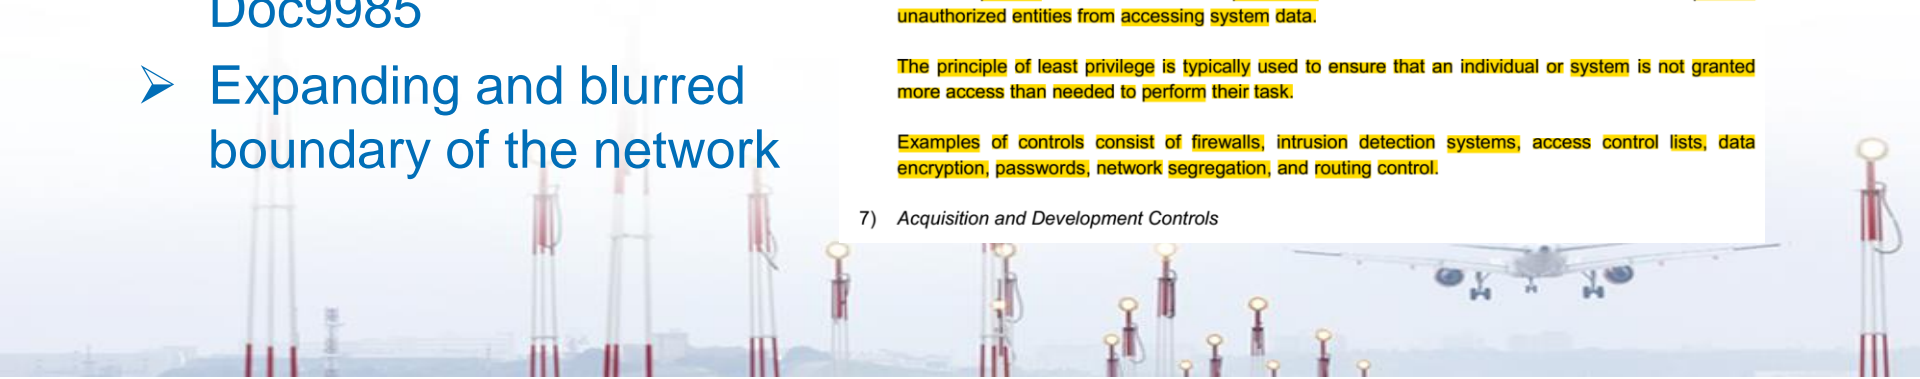 Doc9985
➢ Expanding and blurred
boundary of the network
unauthorized entities from accessing system data.
The principle of least privilege is typically used to ensure that an individual or system is not granted
more access than needed to perform their task.
Examples of controls consist of firewalls, intrusion detection systems, access control lists, data
encryption, passwords, network segregation, and routing control.
7) Acquisition and Development Controls